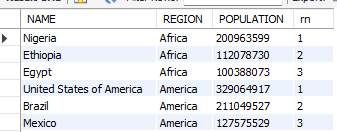 NAME REGION POPULATION rn
Nigeria Africa 200963599 1
Ethiopia Africa 112078730 2
Egypt Africa 100388073 3
United States of America America 329064917 1
Brazil America 211049527 2
Mexico America 127575529 3